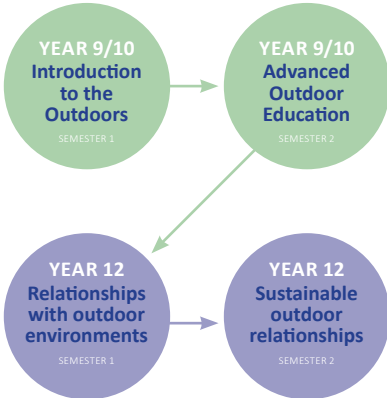 YEAR 9/10
Introduction
to the
Outdoors
SEMESTER 1
YEAR 9/10
Advanced
Outdoor
Education
SEMESTER 2
YEAR 12
Relationships
with outdoor
environments
SEMESTER 1
YEAR 12
Sustainable
outdoor
relationships
SEMESTER 2